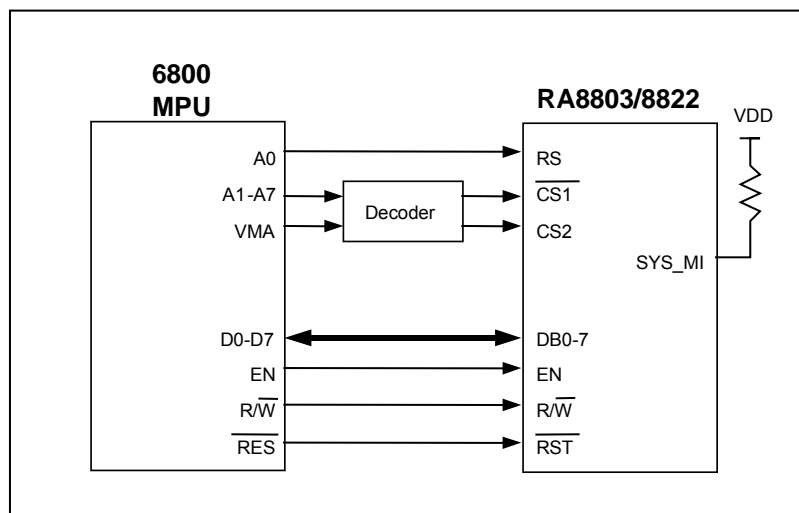 6800
MPU
RA8803/8822
VDD
A0
RS
A1-A7
Decoder
CS1
VMA
CS2
SYS_MI
D0-D7
DB0-7
EN
EN
R/W
R/W
RES
RST